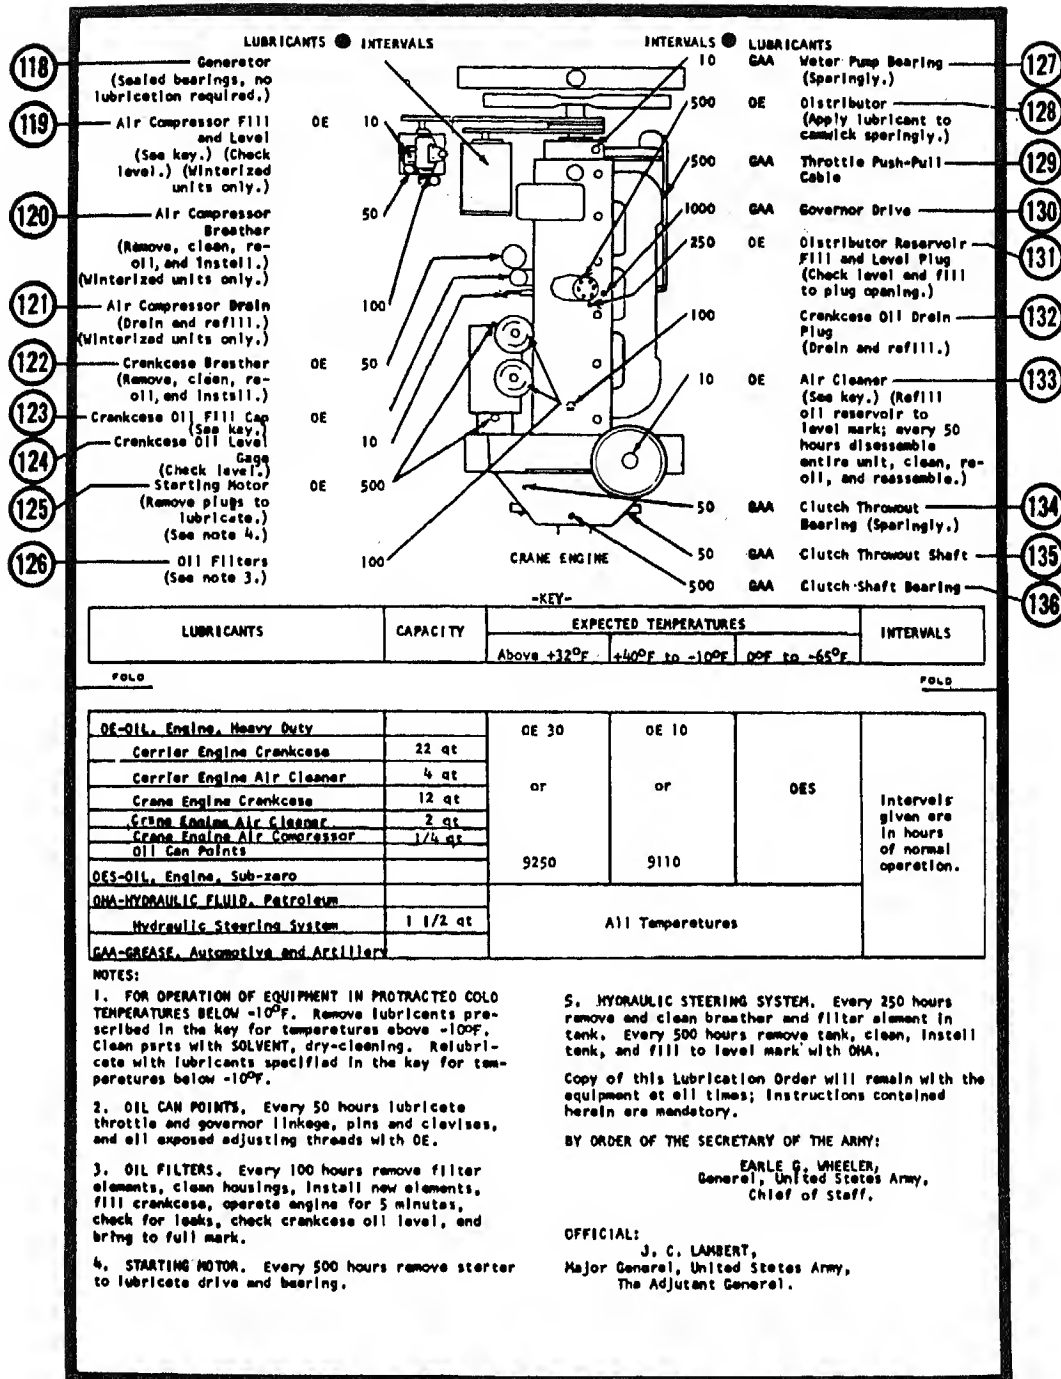 LUBRICANTS ● INTERVALS
118 Generator
(Sealed bearings, no
lubrication required.)
119 Air Compressor Fill OE 10
and Level
(See key.) (Check
level.) (Winterized
units only.)
120 Air Compressor 50
Breather
(Remove, clean, re-
oil, and install.)
(Winterized units only.)
121 Air Compressor Drain 100
(Drain and refill.)
(Winterized units only.)
122 Crankcase Breather OE 50
(Remove, clean, re-
oil, and install.)
123 Crankcase Oil Fill Cap OE
(See key.)
124 Crankcase Oil Level 10
Gage
(Check level.)
125 Starting Motor OE 500
(Remove plugs to
lubricate.)
(See note 4.)
126 Oil Filters 100
(See note 3.)
INTERVALS ● LUBRICANTS
10 GAA Water Pump Bearing 127
(Sparingly.)
500 OE Distributor 128
(Apply lubricant to
camwick sparingly.)
500 GAA Throttle Push-Pull 129
Cable
1000 GAA Governor Drive 130
250 OE Distributor Reservoir 131
Fill and Level Plug
(Check level and fill
to plug opening.)
100 Crankcase Oil Drain 132
Plug
(Drain and refill.)
10 OE Air Cleaner 133
(See key.) (Refill
oil reservoir to
level mark; every 50
hours disassemble
entire unit, clean, re-
oil, and reassemble.)
50 GAA Clutch Throwout 134
Bearing (Sparingly.)
50 GAA Clutch Throwout Shaft 135
500 GAA Clutch Shaft Bearing 136
CRANE ENGINE
-KEY-
LUBRICANTS CAPACITY EXPECTED TEMPERATURES INTERVALS
Above +32°F +40°F to -10°F 0°F to -65°F
FOLD FOLD
OE-OIL, Engine, Heavy Duty OE 30 OE 10
Carrier Engine Crankcase 22 qt
Carrier Engine Air Cleaner 4 qt or or OES
Crane Engine Crankcase 12 qt
Crane Engine Air Cleaner 2 qt
Crane Engine Air Compressor 1/4 qt
Oil Can Points 9250 9110
OES-OIL, Engine, Sub-zero
OHA-HYDRAULIC FLUID, Petroleum
Hydraulic Steering System 1 1/2 qt All Temperatures
GAA-GREASE, Automotive and Artillery
Intervals
given are
in hours
of normal
operation.
NOTES:
1. FOR OPERATION OF EQUIPMENT IN PROTRACTED COLD
TEMPERATURES BELOW -10°F. Remove lubricants pre-
scribed in the key for temperatures above -10°F.
Clean parts with SOLVENT, dry-cleaning. Relubri-
cate with lubricants specified in the key for tem-
peratures below -10°F.
2. OIL CAN POINTS. Every 50 hours lubricate
throttle and governor linkage, pins and clevises,
and all exposed adjusting threads with OE.
3. OIL FILTERS. Every 100 hours remove filter
elements, clean housings, install new elements,
fill crankcase, operate engine for 5 minutes,
check for leaks, check crankcase oil level, and
bring to full mark.
4. STARTING MOTOR. Every 500 hours remove starter
to lubricate drive and bearing.
5. HYDRAULIC STEERING SYSTEM. Every 250 hours
remove and clean breather and filter element in
tank. Every 500 hours remove tank, clean, install
tank, and fill to level mark with OHA.
Copy of this Lubrication Order will remain with the
equipment at all times; instructions contained
herein are mandatory.
BY ORDER OF THE SECRETARY OF THE ARMY:
EARLE G. WHEELER,
General, United States Army,
Chief of Staff.
OFFICIAL:
J. C. LAMBERT,
Major General, United States Army,
The Adjutant General.